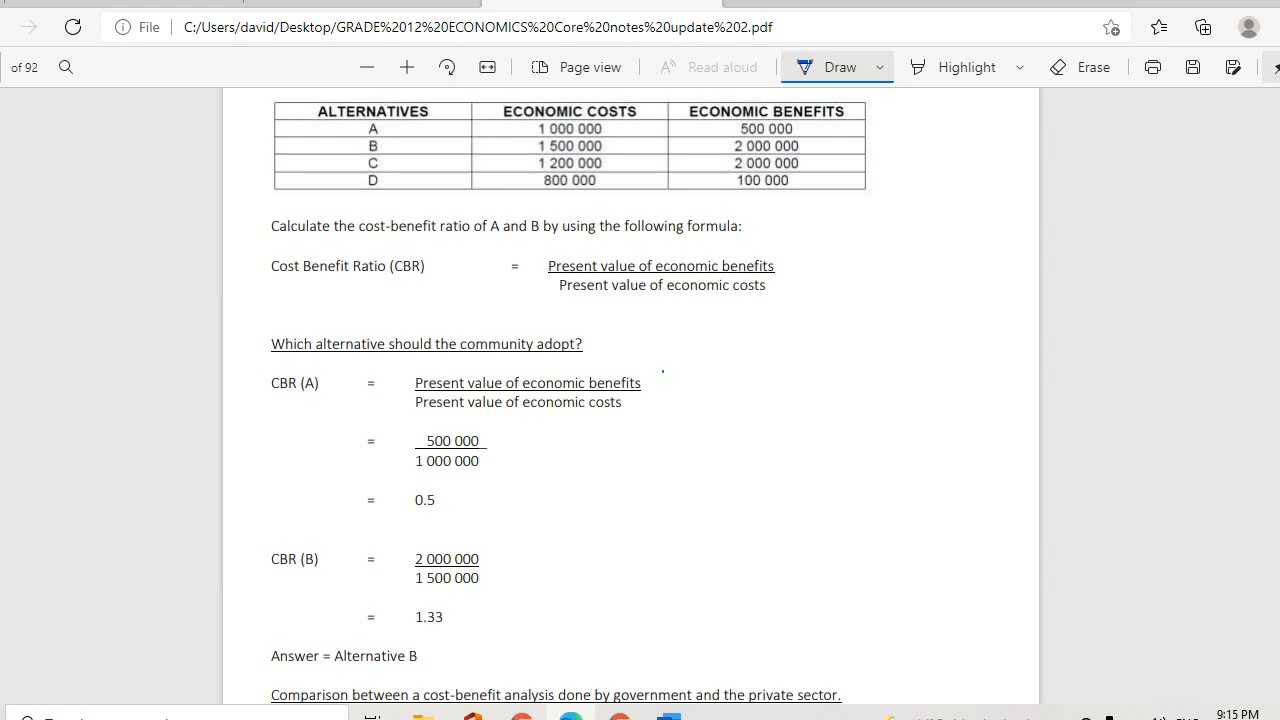 File C:/Users/david/Desktop/GRADE%2012%20ECONOMICS%20Core%20notes%20update%202.pdf
of 92 Page view Read aloud Draw Highlight Erase
ALTERNATIVES ECONOMIC COSTS ECONOMIC BENEFITS
A 1 000 000 500 000
B 1 500 000 2 000 000
C 1 200 000 2 000 000
D 800 000 100 000
Calculate the cost-benefit ratio of A and B by using the following formula:
Cost Benefit Ratio (CBR) = Present value of economic benefits
Present value of economic costs
Which alternative should the community adopt?
CBR (A) = Present value of economic benefits
Present value of economic costs
= 500 000
1 000 000
= 0.5
CBR (B) = 2 000 000
1 500 000
= 1.33
Answer = Alternative B
Comparison between a cost-benefit analysis done by government and the private sector.
9:15 PM